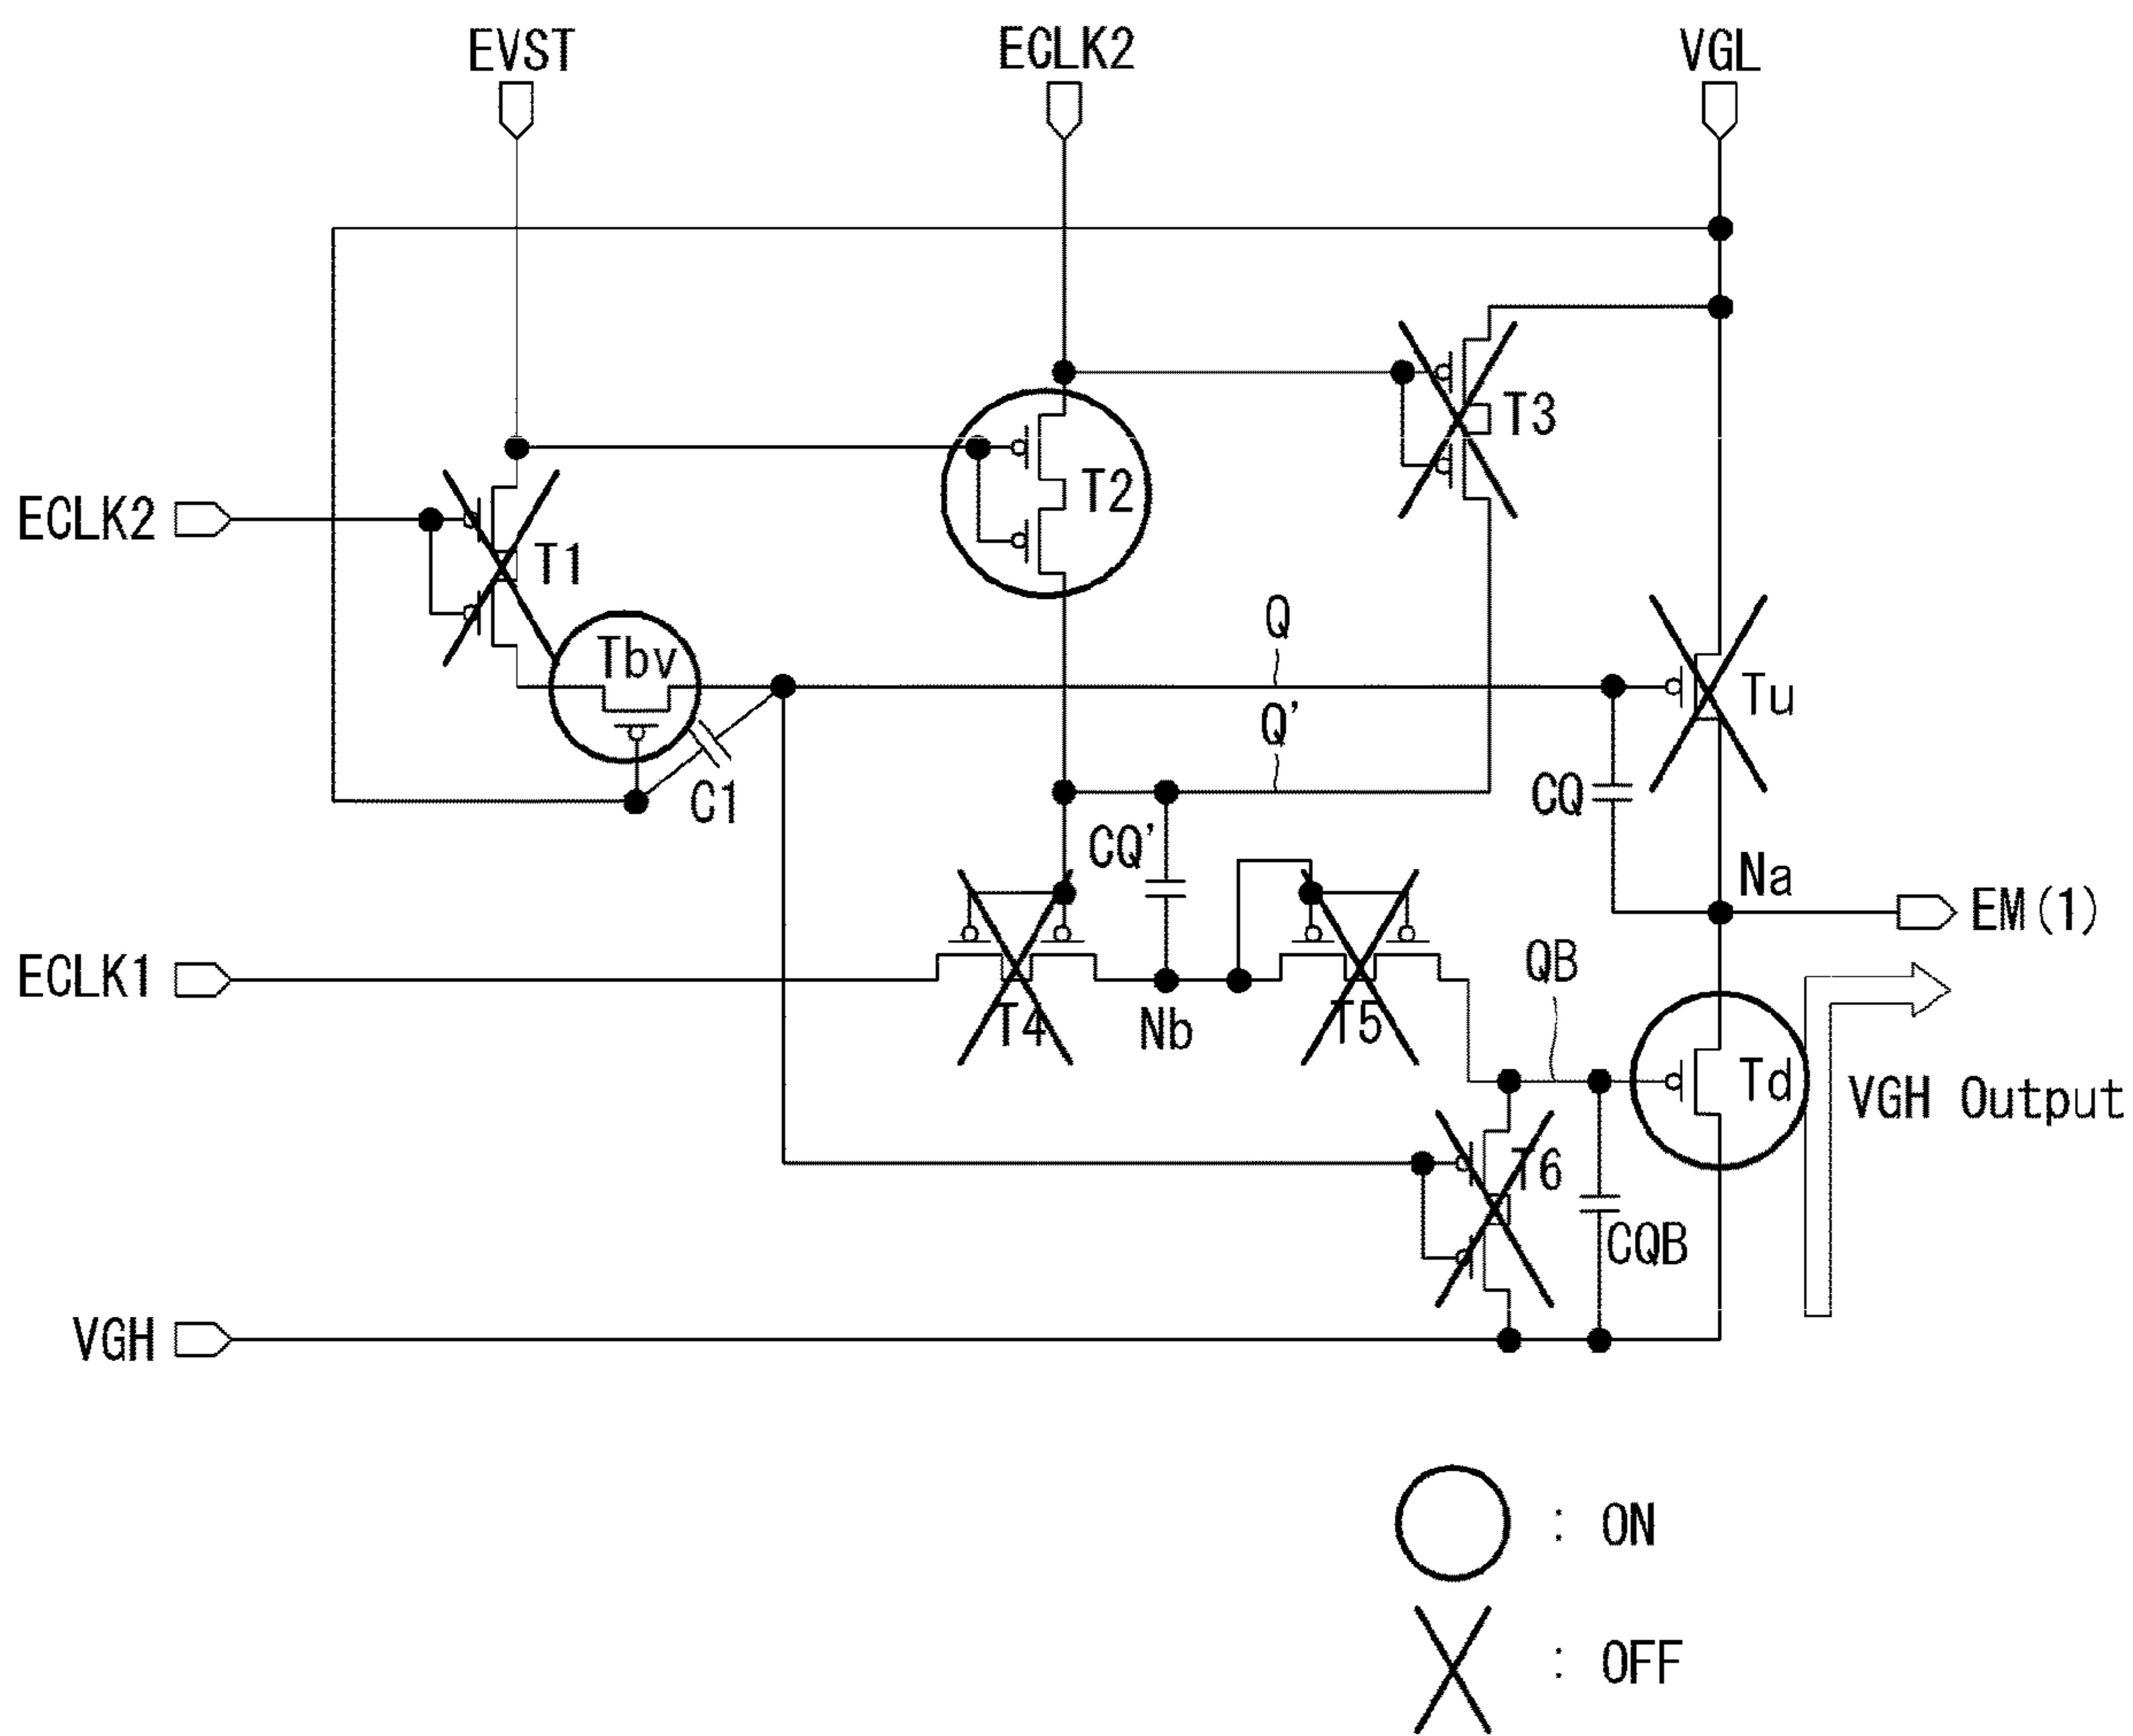 EVST
ECLK2
VGL
T3
T2
ECLK2
T1
Q
Tbv
Tu
Q'
C1
CQ
CQ'
Na
EM(1)
QB
ECLK1
T4
Nb
T5
Td
VGH Output
T6
CQB
VGH
: ON
: OFF